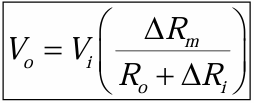 V_o = V_i ( ΔR_m / (R_o + ΔR_i) )